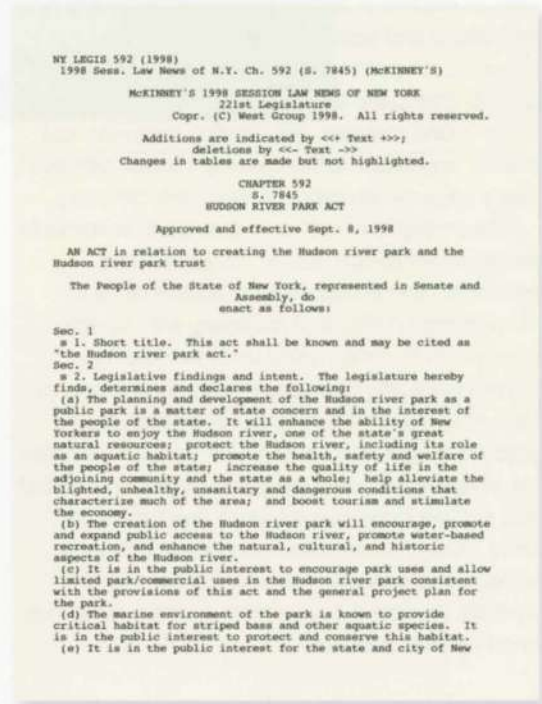 NY LEGIS 592 (1998)
1998 Sess. Law News of N.Y. Ch. 592 (S. 7845) (McKINNEY'S)
McKINNEY'S 1998 SESSION LAW NEWS OF NEW YORK
221st Legislature
Copr. (C) West Group 1998. All rights reserved.
Additions are indicated by <<+ Text +>>;
deletions by <<- Text ->>
Changes in tables are made but not highlighted.
CHAPTER 592
S. 7845
HUDSON RIVER PARK ACT
Approved and effective Sept. 8, 1998
AN ACT in relation to creating the Hudson river park and the
Hudson river park trust
The People of the State of New York, represented in Senate and
Assembly, do
enact as follows:
Sec. 1
s 1. Short title. This act shall be known and may be cited as
"the Hudson river park act."
Sec. 2
s 2. Legislative findings and intent. The legislature hereby
finds, determines and declares the following:
(a) The planning and development of the Hudson river park as a
public park is a matter of state concern and in the interest of
the people of the state. It will enhance the ability of New
Yorkers to enjoy the Hudson river, one of the state's great
natural resources; protect the Hudson river, including its role
as an aquatic habitat; promote the health, safety and welfare of
the people of the state; increase the quality of life in the
adjoining community and the state as a whole; help alleviate the
blighted, unhealthy, unsanitary and dangerous conditions that
characterize much of the area; and boost tourism and stimulate
the economy.
(b) The creation of the Hudson river park will encourage, promote
and expand public access to the Hudson river, promote water-based
recreation, and enhance the natural, cultural, and historic
aspects of the Hudson river.
(c) It is in the public interest to encourage park uses and allow
limited park/commercial uses in the Hudson river park consistent
with the provisions of this act and the general project plan for
the park.
(d) The marine environment of the park is known to provide
critical habitat for striped bass and other aquatic species. It
is in the public interest to protect and conserve this habitat.
(e) It is in the public interest for the state and city of New